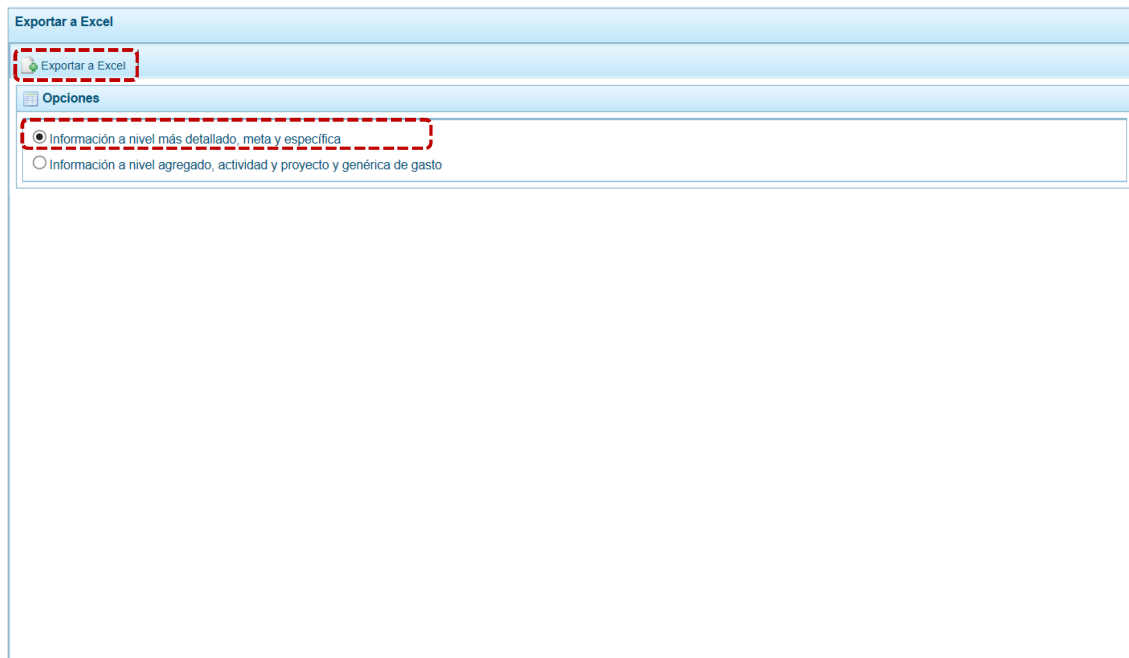 Exportar a Excel
Exportar a Excel
Opciones
Información a nivel más detallado, meta y específica
Información a nivel agregado, actividad y proyecto y genérica de gasto